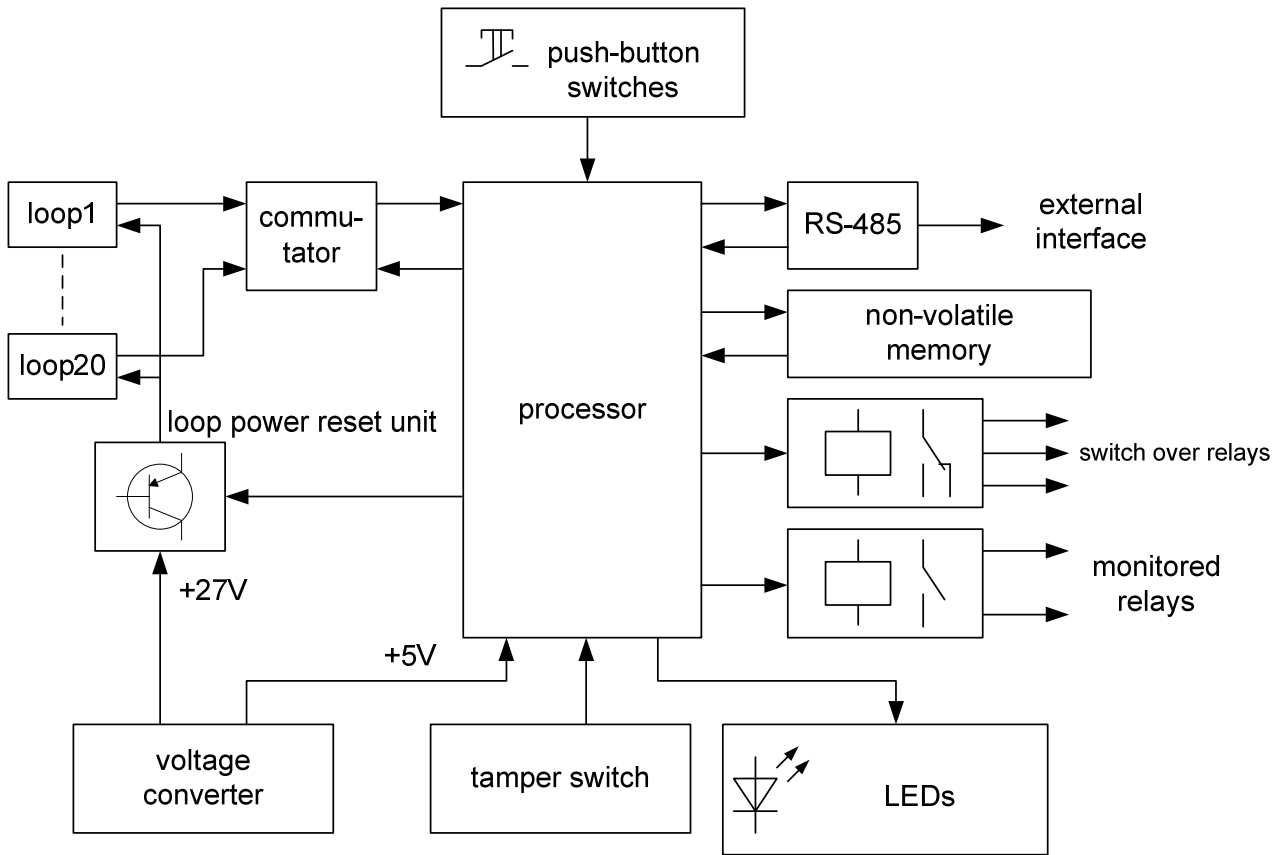 push-button
switches
loop1
commu-
tator
RS-485
external
interface
non-volatile
memory
loop20
processor
loop power reset unit
switch over relays
+27V
monitored
relays
+5V
voltage
converter
tamper switch
LEDs